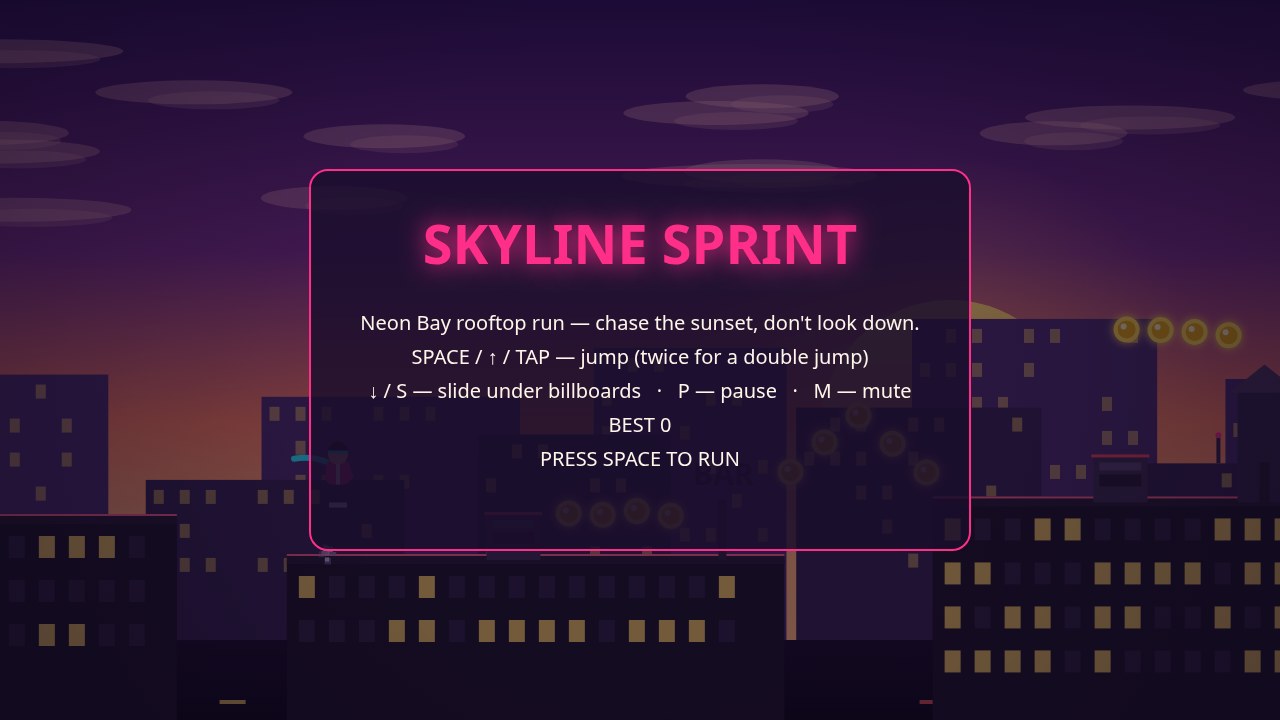 SKYLINE SPRINT
Neon Bay rooftop run — chase the sunset, don't look down.
SPACE / ↑ / TAP — jump (twice for a double jump)
↓ / S — slide under billboards · P — pause · M — mute
BEST 0
PRESS SPACE TO RUN
BAR